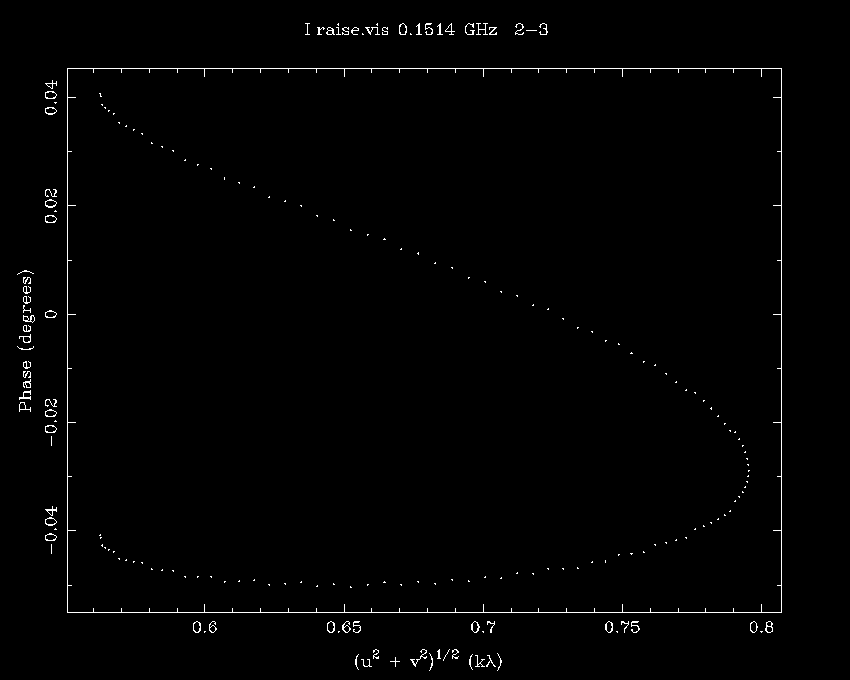 I raise.vis 0.1514 GHz 2−3
0.04
0.02
0
−0.02
−0.04
Phase (degrees)
0.6 0.65 0.7 0.75 0.8
(u² + v²)¹/² (kλ)